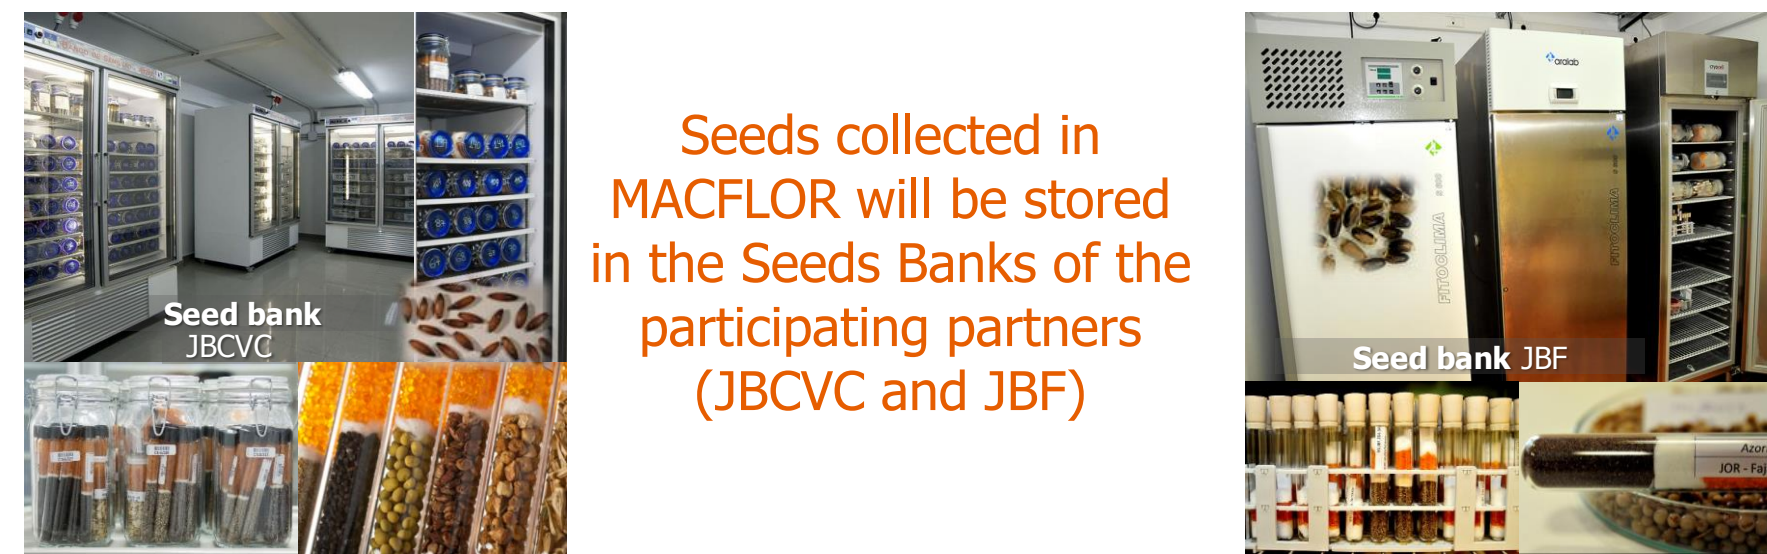 Seed bank
JBCVC
Seeds collected in
MACFLOR will be stored
in the Seeds Banks of the
participating partners
(JBCVC and JBF)
aralab
FITOCLIMA
FITOCLIMA
Seed bank JBF
Azor
JOR - Faj